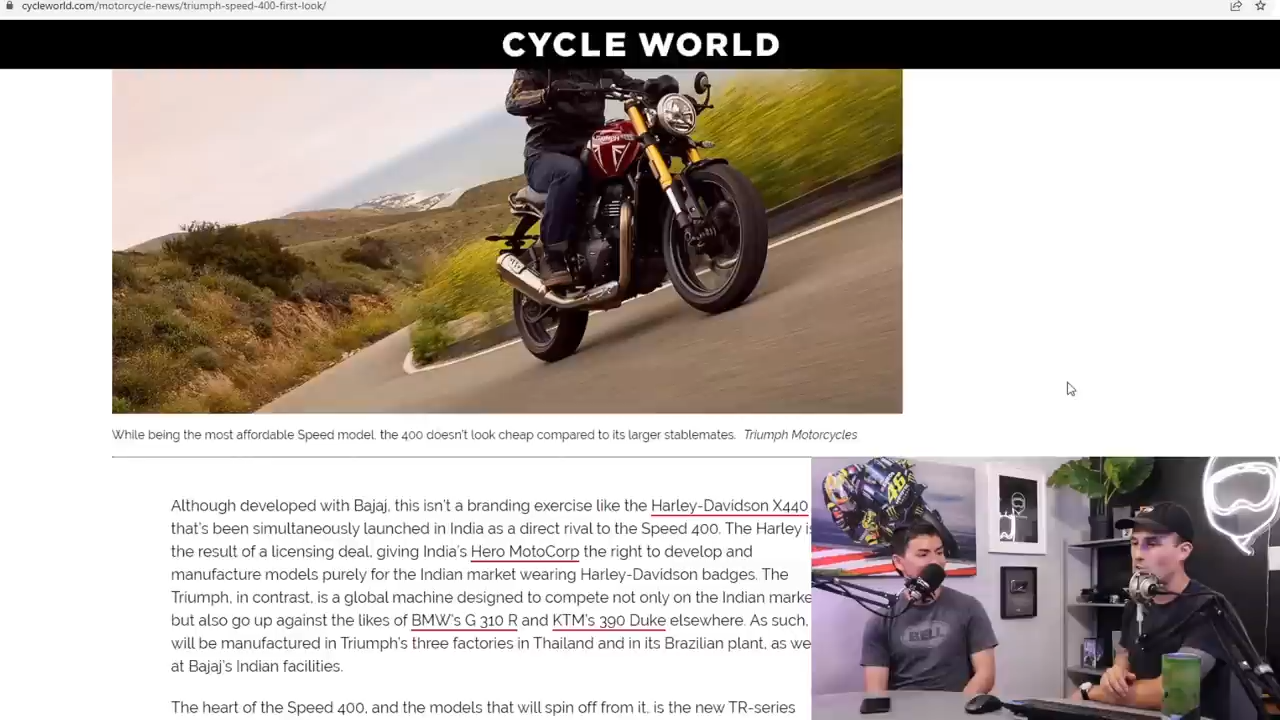 cycleworld.com/motorcycle-news/triumph-speed-400-first-look/
CYCLE WORLD
TRIUMPH
While being the most affordable Speed model, the 400 doesn't look cheap compared to its larger stablemates. Triumph Motorcycles
Although developed with Bajaj, this isn't a branding exercise like the Harley-Davidson X440
that's been simultaneously launched in India as a direct rival to the Speed 400. The Harley i
the result of a licensing deal, giving India's Hero MotoCorp the right to develop and
manufacture models purely for the Indian market wearing Harley-Davidson badges. The
Triumph, in contrast, is a global machine designed to compete not only on the Indian marke
but also go up against the likes of BMW's G 310 R and KTM's 390 Duke elsewhere. As such,
will be manufactured in Triumph's three factories in Thailand and in its Brazilian plant, as we
at Bajaj's Indian facilities.
The heart of the Speed 400, and the models that will spin off from it, is the new TR-series
46
BELL